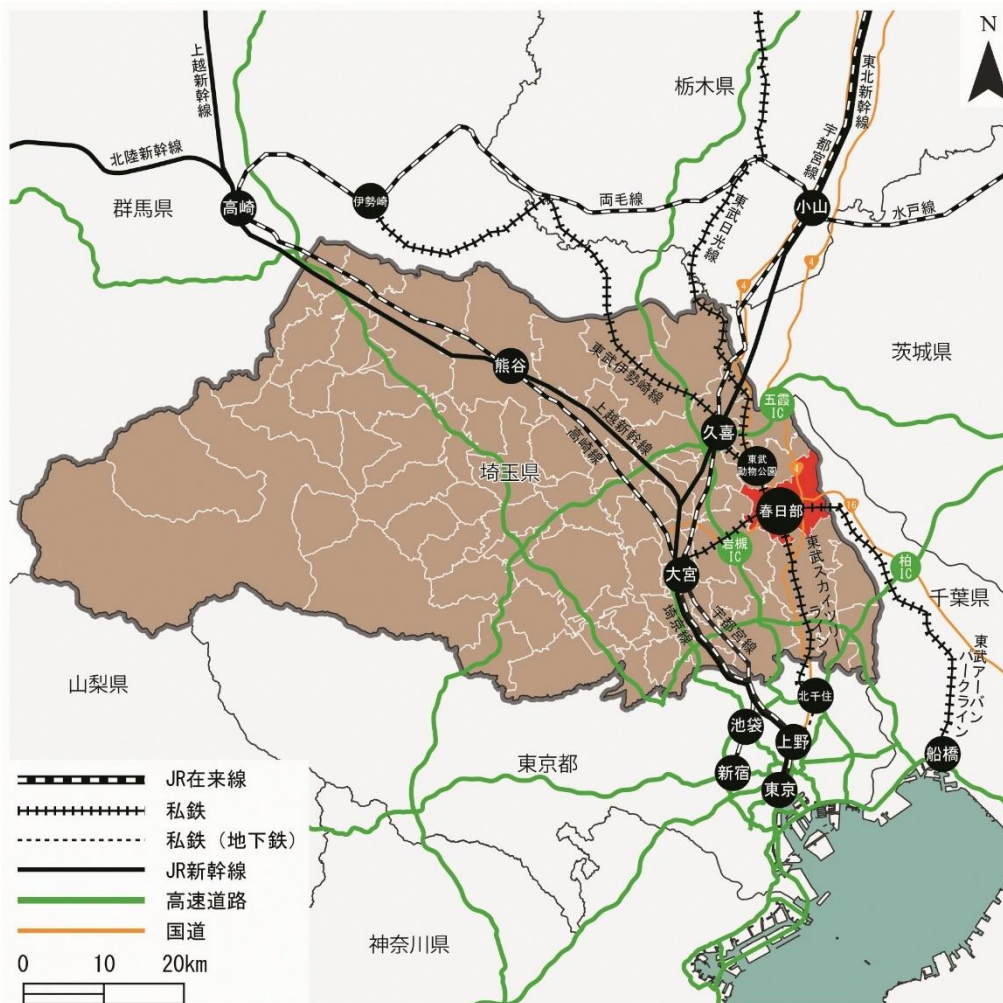 N
上越新幹線
北陸新幹線
群馬県
高崎
伊勢崎
両毛線
栃木県
東武日光線
宇都宮線
東北新幹線
小山
水戸線
4
4
茨城県
熊谷
東武伊勢崎線
上越新幹線
高崎線
埼玉県
久喜
五霞
IC
東武
動物公園
4
春日部
16
岩槻
IC
大宮
柏
IC
千葉県
東武スカイツリー
ライン
宇都宮線
埼京線
東武アーバン
パークライン
山梨県
北千住
池袋
上野
新宿
東京
船橋
東京都
神奈川県
JR在来線
私鉄
私鉄（地下鉄）
JR新幹線
高速道路
国道
0 10 20km